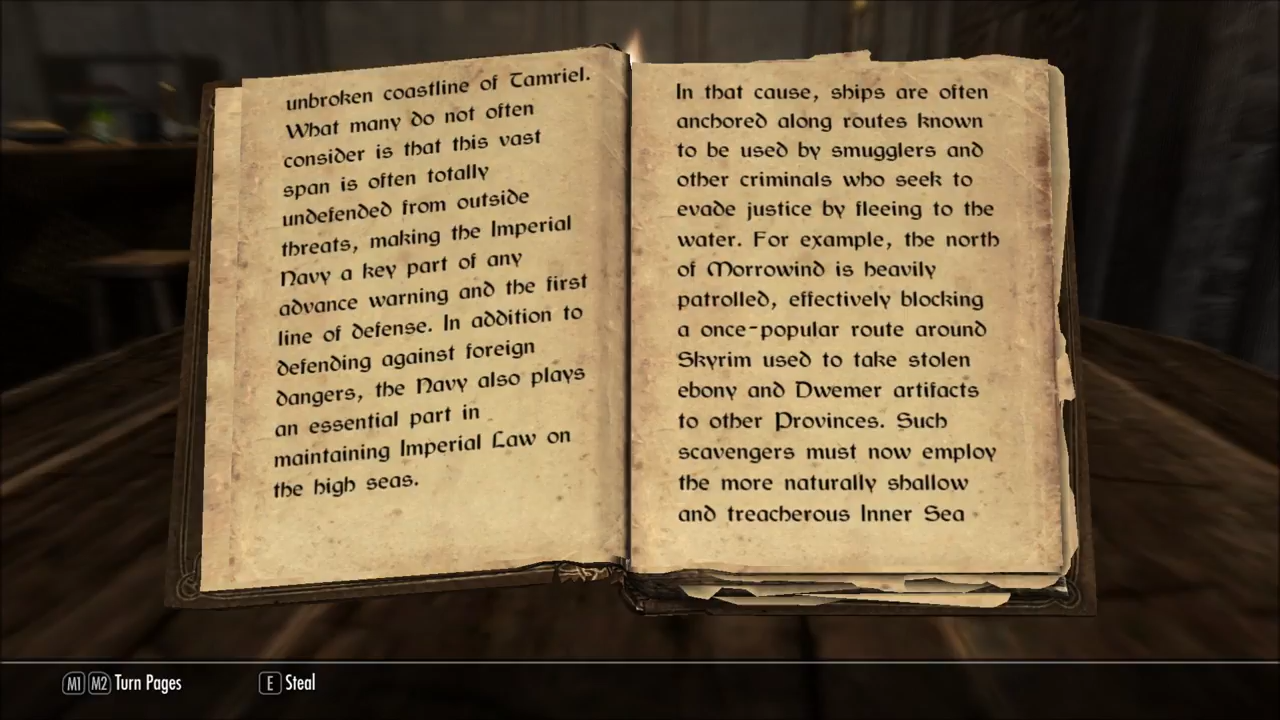 unbroken coastline of Tamriel.
What many do not often
consider is that this vast
span is often totally
undefended from outside
threats, making the Imperial
Navy a key part of any
advance warning and the first
line of defense. In addition to
defending against foreign
dangers, the Navy also plays
an essential part in
maintaining Imperial Law on
the high seas.
In that cause, ships are often
anchored along routes known
to be used by smugglers and
other criminals who seek to
evade justice by fleeing to the
water. For example, the north
of Morrowind is heavily
patrolled, effectively blocking
a once-popular route around
Skyrim used to take stolen
ebony and Dwemer artifacts
to other Provinces. Such
scavengers must now employ
the more naturally shallow
and treacherous Inner Sea
M1 M2 Turn Pages
E Steal